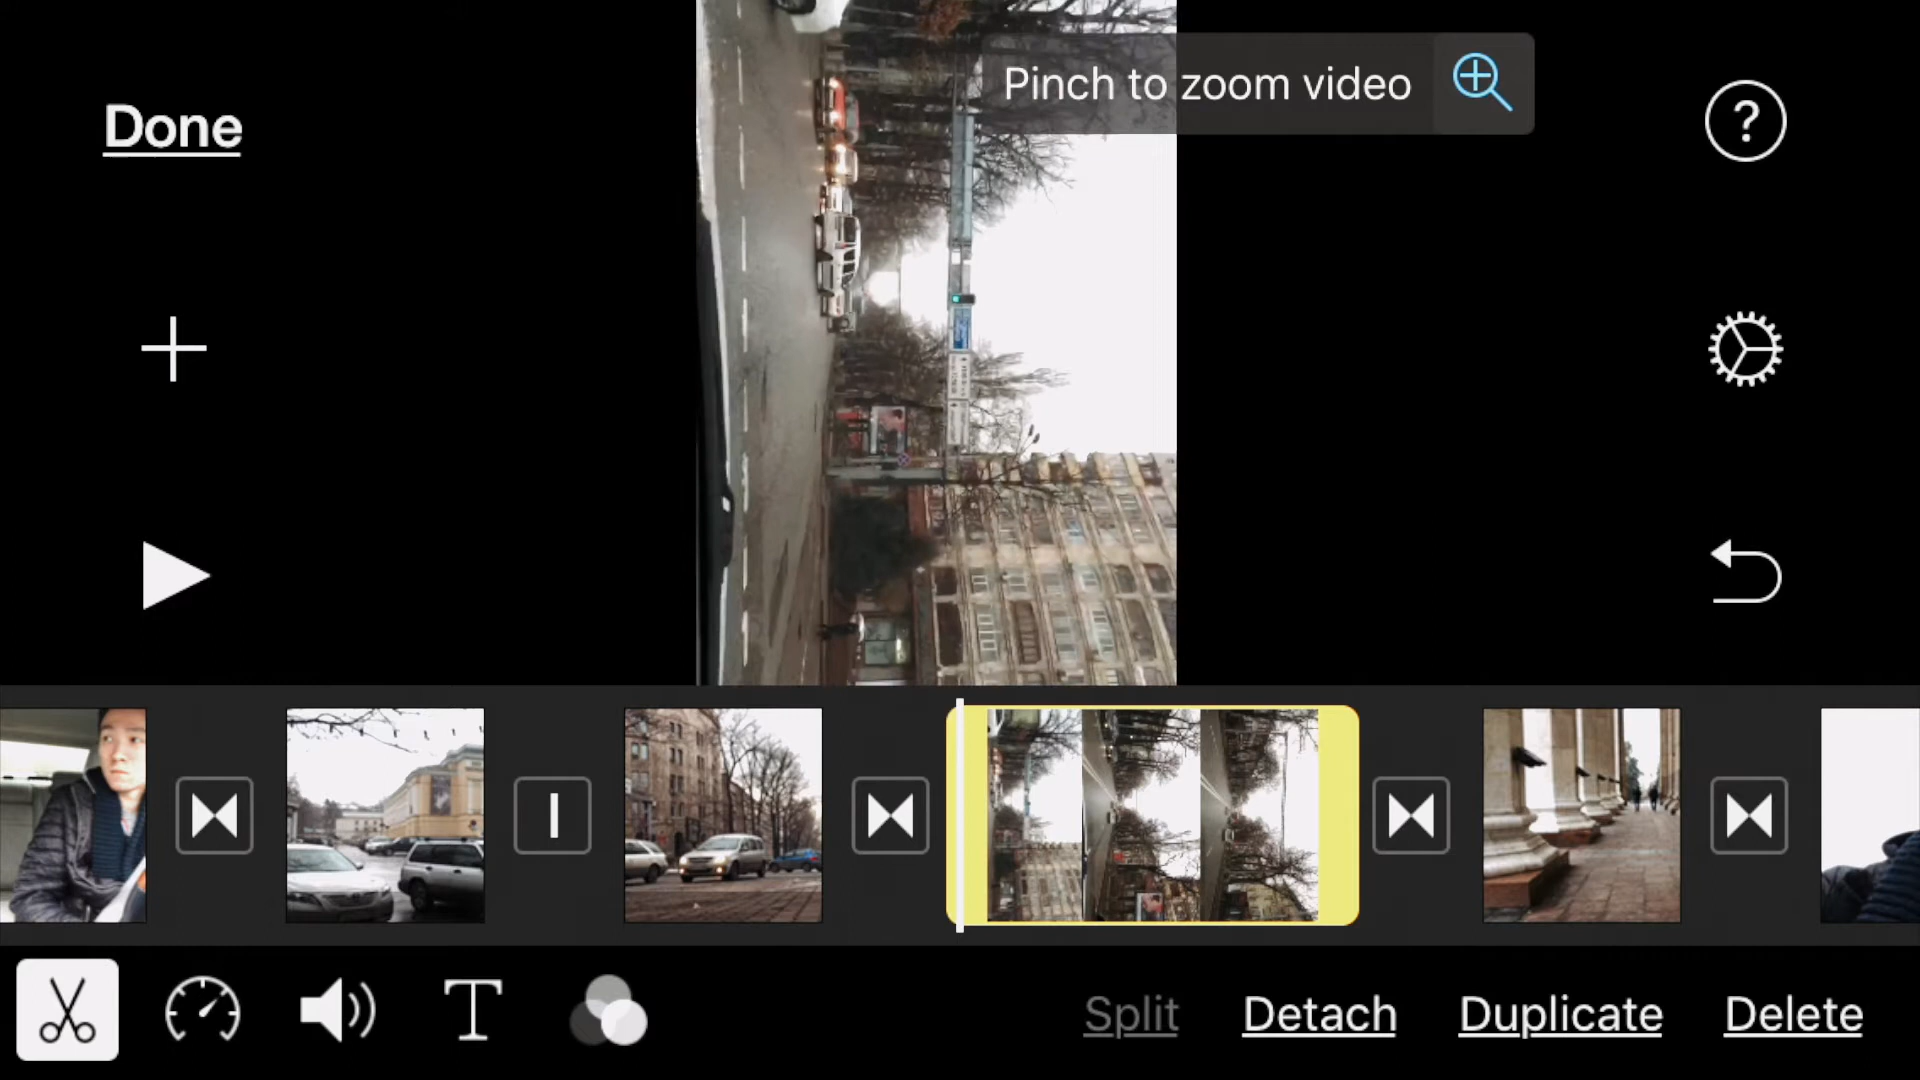 Pinch to zoom video
Done
?
Split
Detach
Duplicate
Delete